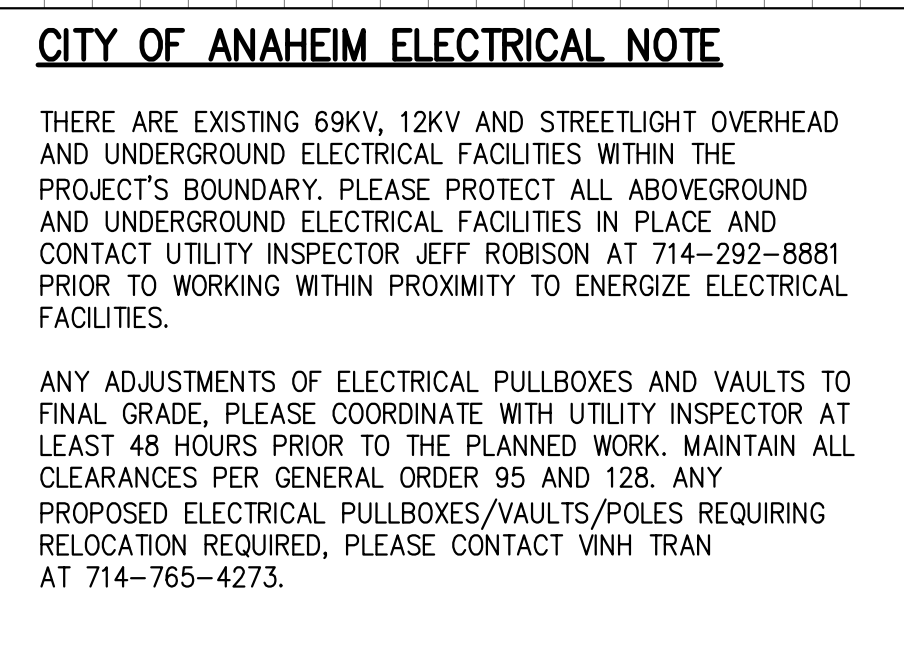 CITY OF ANAHEIM ELECTRICAL NOTE
THERE ARE EXISTING 69KV, 12KV AND STREETLIGHT OVERHEAD
AND UNDERGROUND ELECTRICAL FACILITIES WITHIN THE
PROJECT'S BOUNDARY. PLEASE PROTECT ALL ABOVEGROUND
AND UNDERGROUND ELECTRICAL FACILITIES IN PLACE AND
CONTACT UTILITY INSPECTOR JEFF ROBISON AT 714-292-8881
PRIOR TO WORKING WITHIN PROXIMITY TO ENERGIZE ELECTRICAL
FACILITIES.
ANY ADJUSTMENTS OF ELECTRICAL PULLBOXES AND VAULTS TO
FINAL GRADE, PLEASE COORDINATE WITH UTILITY INSPECTOR AT
LEAST 48 HOURS PRIOR TO THE PLANNED WORK. MAINTAIN ALL
CLEARANCES PER GENERAL ORDER 95 AND 128. ANY
PROPOSED ELECTRICAL PULLBOXES/VAULTS/POLES REQUIRING
RELOCATION REQUIRED, PLEASE CONTACT VINH TRAN
AT 714-765-4273.